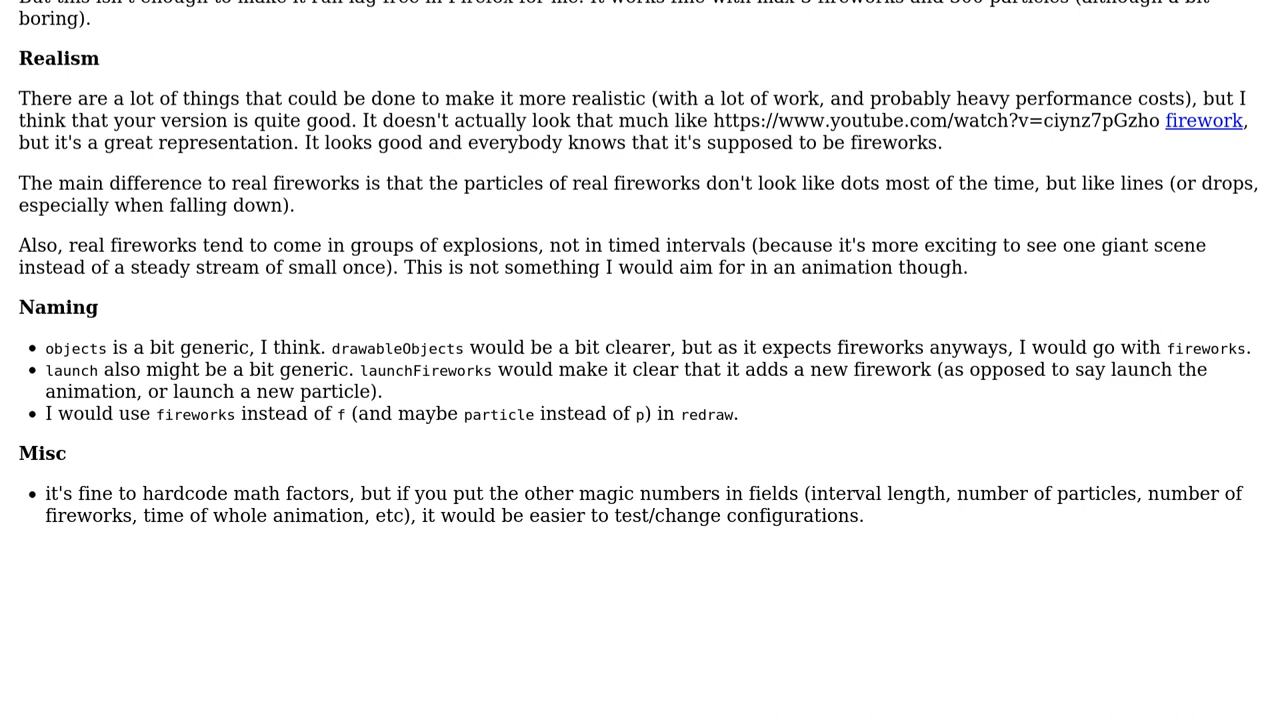 boring).
Realism
There are a lot of things that could be done to make it more realistic (with a lot of work, and probably heavy performance costs), but I
think that your version is quite good. It doesn't actually look that much like https://www.youtube.com/watch?v=ciynz7pGzho firework,
but it's a great representation. It looks good and everybody knows that it's supposed to be fireworks.
The main difference to real fireworks is that the particles of real fireworks don't look like dots most of the time, but like lines (or drops,
especially when falling down).
Also, real fireworks tend to come in groups of explosions, not in timed intervals (because it's more exciting to see one giant scene
instead of a steady stream of small once). This is not something I would aim for in an animation though.
Naming
• objects is a bit generic, I think. drawableObjects would be a bit clearer, but as it expects fireworks anyways, I would go with fireworks.
• launch also might be a bit generic. launchFireworks would make it clear that it adds a new firework (as opposed to say launch the
animation, or launch a new particle).
• I would use fireworks instead of f (and maybe particle instead of p) in redraw.
Misc
• it's fine to hardcode math factors, but if you put the other magic numbers in fields (interval length, number of particles, number of
fireworks, time of whole animation, etc), it would be easier to test/change configurations.